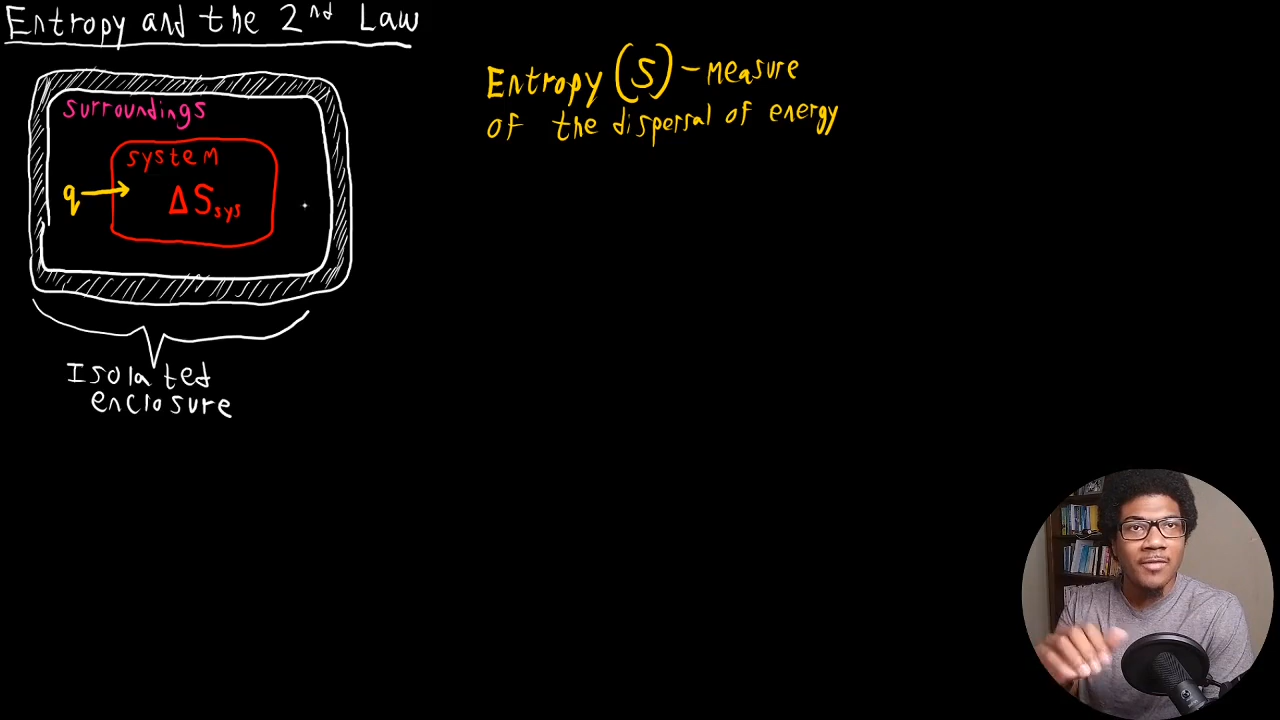 Entropy and the 2nd Law
Entropy (S) - measure
of the dispersal of energy
surroundings
system
q → ΔSsys
Isolated
enclosure